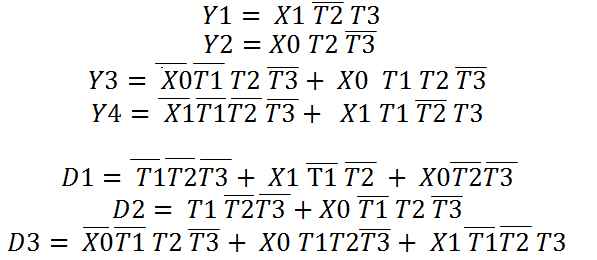 Y1 = X1 T̅2̅ T3
Y2 = X0 T2 T̅3̅
Y3 = X̅0̅ T̅1̅ T2 T̅3̅ + X0 T1 T2 T̅3̅
Y4 = X̅1̅ T̅1̅ T̅2̅ T̅3̅ + X1 T1 T̅2̅ T3
D1 = T̅1̅ T̅2̅ T̅3̅ + X1 T̅1̅ T̅2̅ + X0 T̅2̅ T̅3̅
D2 = T1 T̅2̅ T̅3̅ + X0 T̅1̅ T2 T̅3̅
D3 = X̅0̅ T̅1̅ T2 T̅3̅ + X0 T1T2 T̅3̅ + X1 T̅1̅ T̅2̅ T3